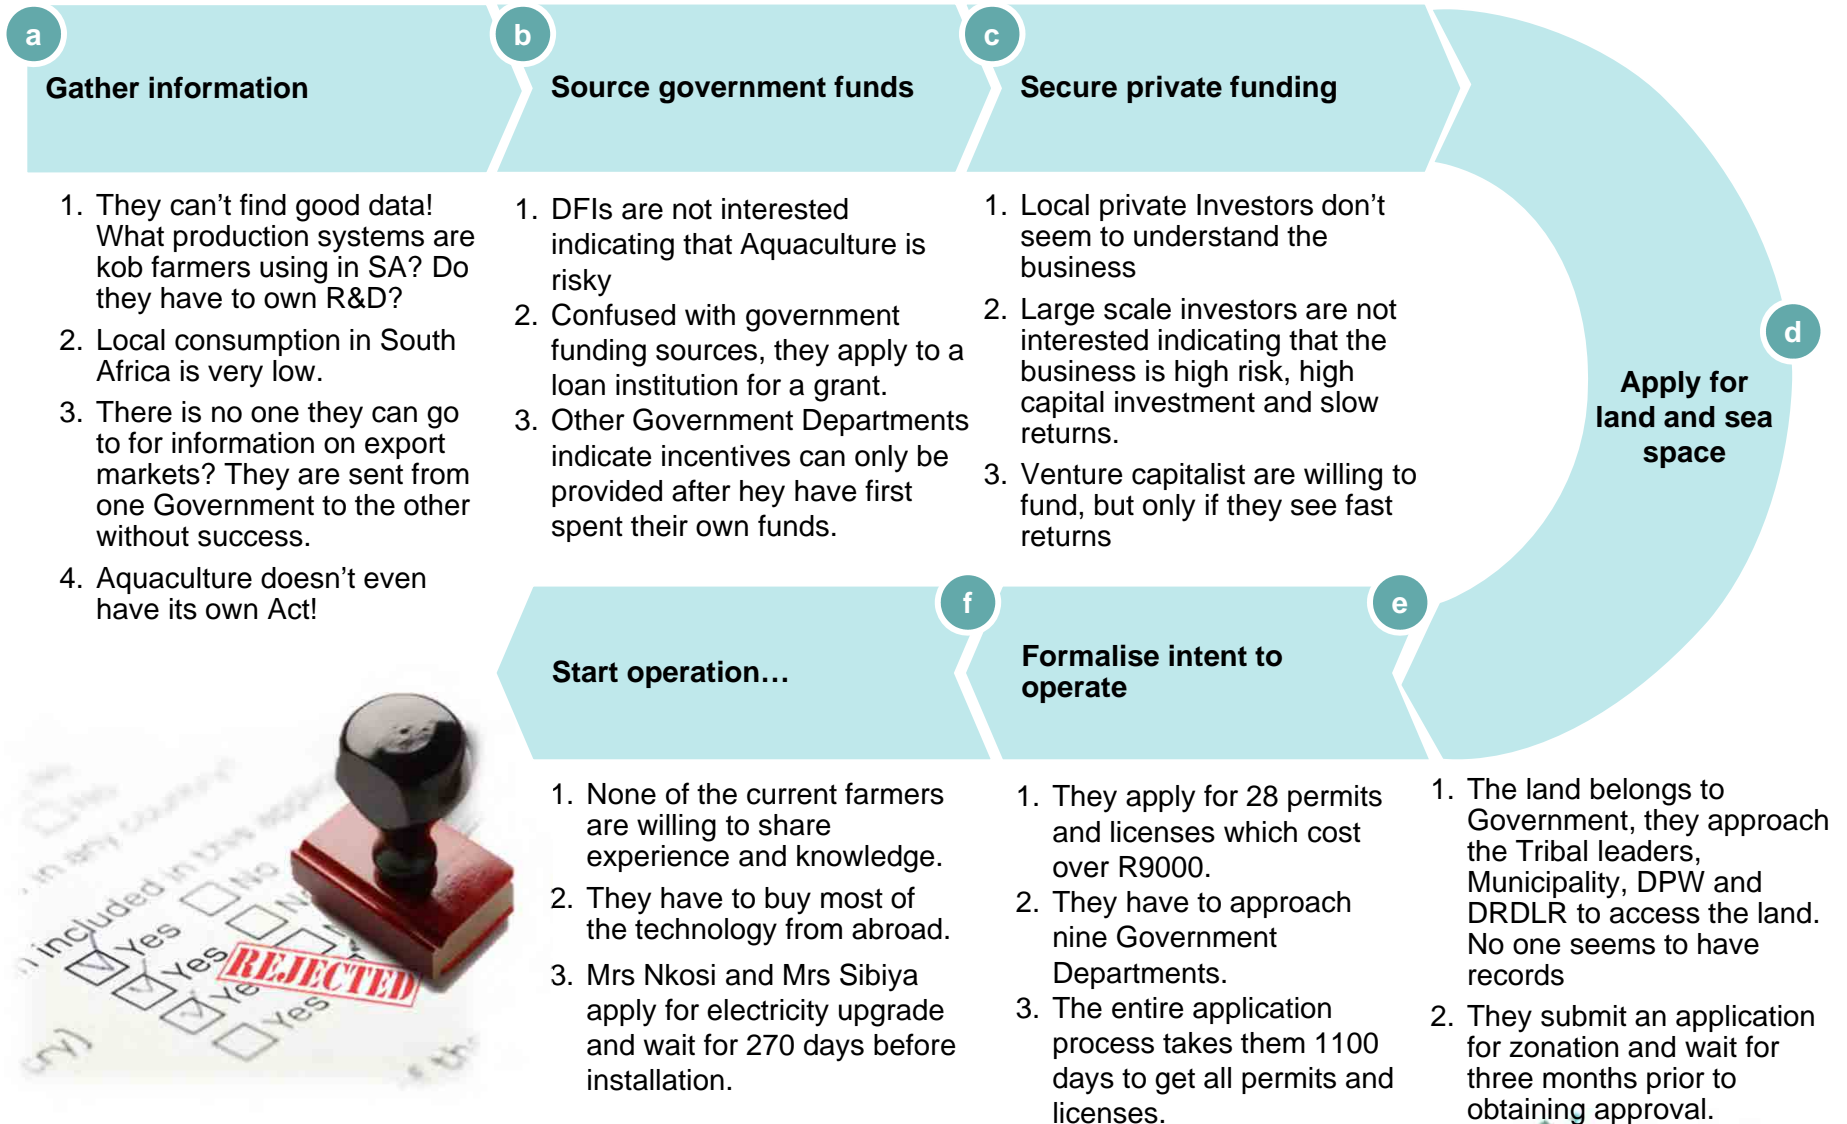 a
Gather information
1. They can't find good data!
What production systems are
kob farmers using in SA? Do
they have to own R&D?
2. Local consumption in South
Africa is very low.
3. There is no one they can go
to for information on export
markets? They are sent from
one Government to the other
without success.
4. Aquaculture doesn't even
have its own Act!
b
Source government funds
1. DFIs are not interested
indicating that Aquaculture is
risky
2. Confused with government
funding sources, they apply to a
loan institution for a grant.
3. Other Government Departments
indicate incentives can only be
provided after hey have first
spent their own funds.
c
Secure private funding
1. Local private Investors don't
seem to understand the
business
2. Large scale investors are not
interested indicating that the
business is high risk, high
capital investment and slow
returns.
3. Venture capitalist are willing to
fund, but only if they see fast
returns
d
Apply for
land and sea
space
1. The land belongs to
Government, they approach
the Tribal leaders,
Municipality, DPW and
DRDLR to access the land.
No one seems to have
records
2. They submit an application
for zonation and wait for
three months prior to
obtaining approval.
e
Formalise intent to
operate
1. They apply for 28 permits
and licenses which cost
over R9000.
2. They have to approach
nine Government
Departments.
3. The entire application
process takes them 1100
days to get all permits and
licenses.
f
Start operation…
1. None of the current farmers
are willing to share
experience and knowledge.
2. They have to buy most of
the technology from abroad.
3. Mrs Nkosi and Mrs Sibiya
apply for electricity upgrade
and wait for 270 days before
installation.
No
in any country
included in this
Yes No
Yes
Yes
Yes
REJECTED